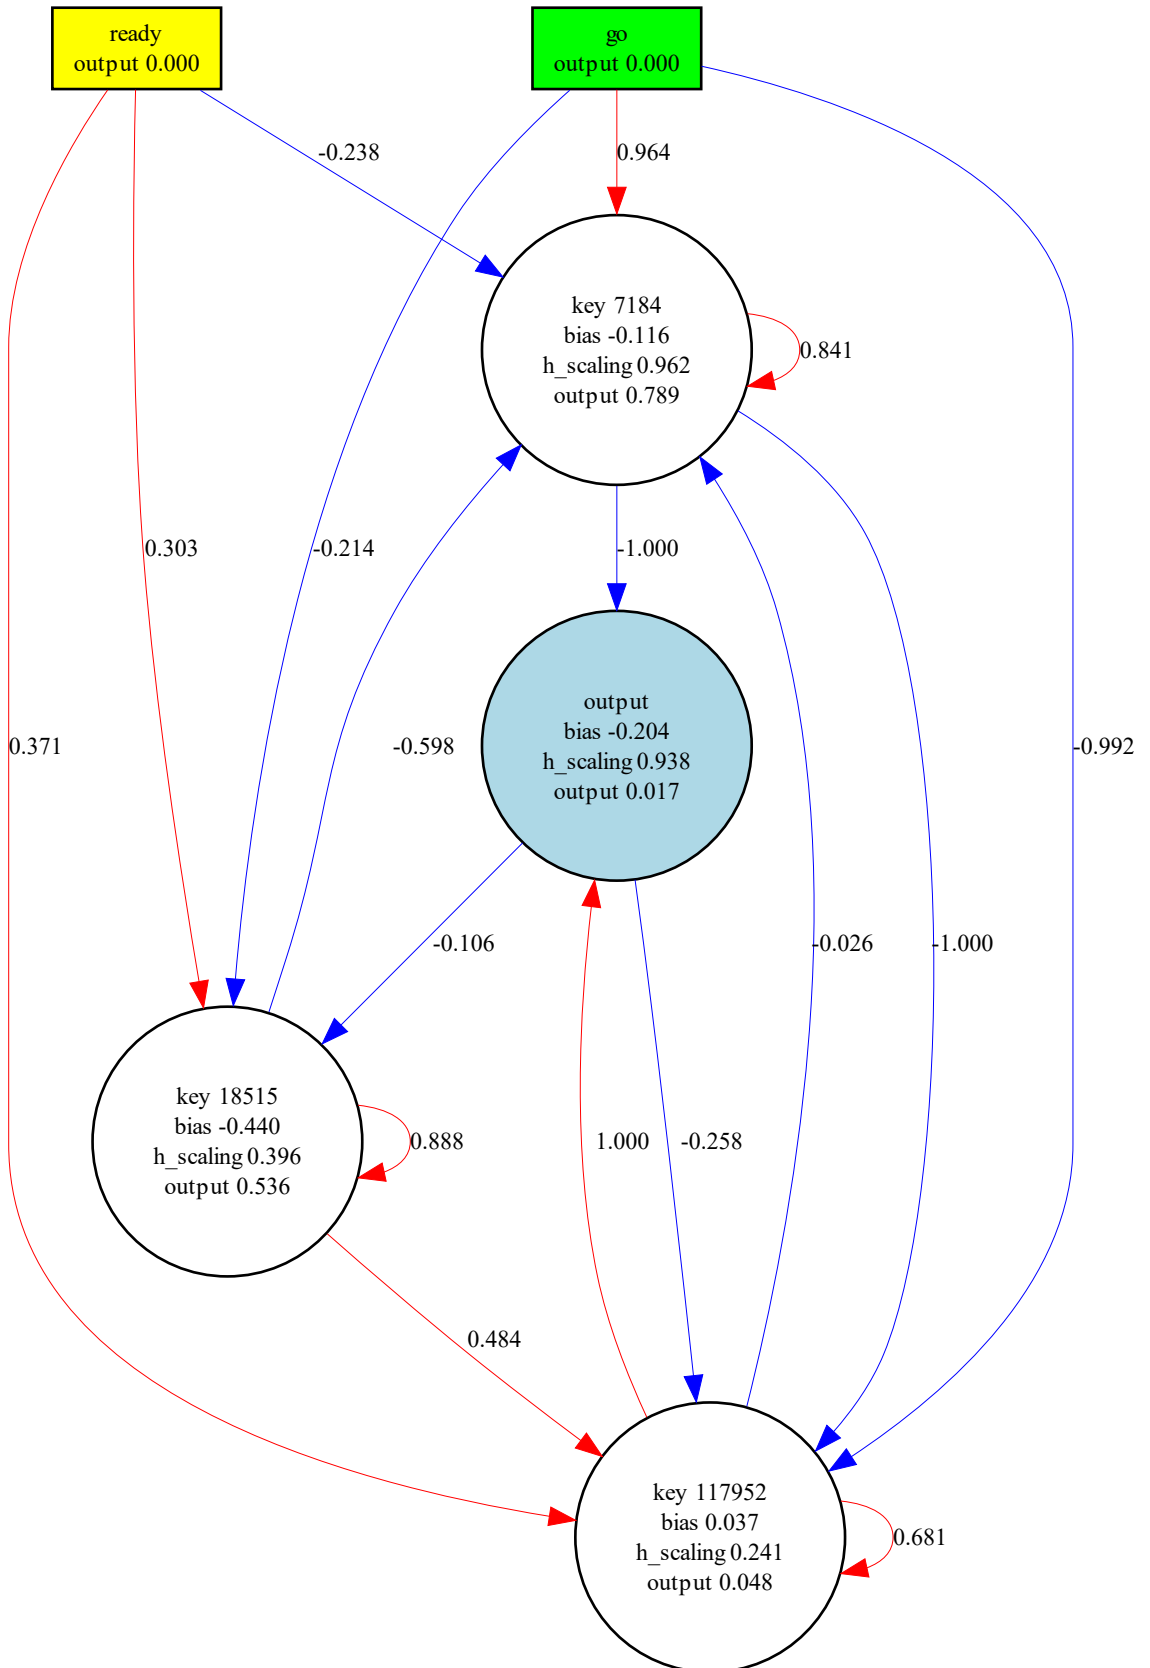 ready
output 0.000
go
output 0.000
-0.238
0.964
key 7184
bias -0.116
h_scaling 0.962
output 0.789
0.841
0.303
-0.214
-1.000
output
bias -0.204
h_scaling 0.938
output 0.017
0.371
-0.598
-0.992
-0.106
-0.026
-1.000
key 18515
bias -0.440
h_scaling 0.396
output 0.536
0.888
1.000
-0.258
0.484
key 117952
bias 0.037
h_scaling 0.241
output 0.048
0.681